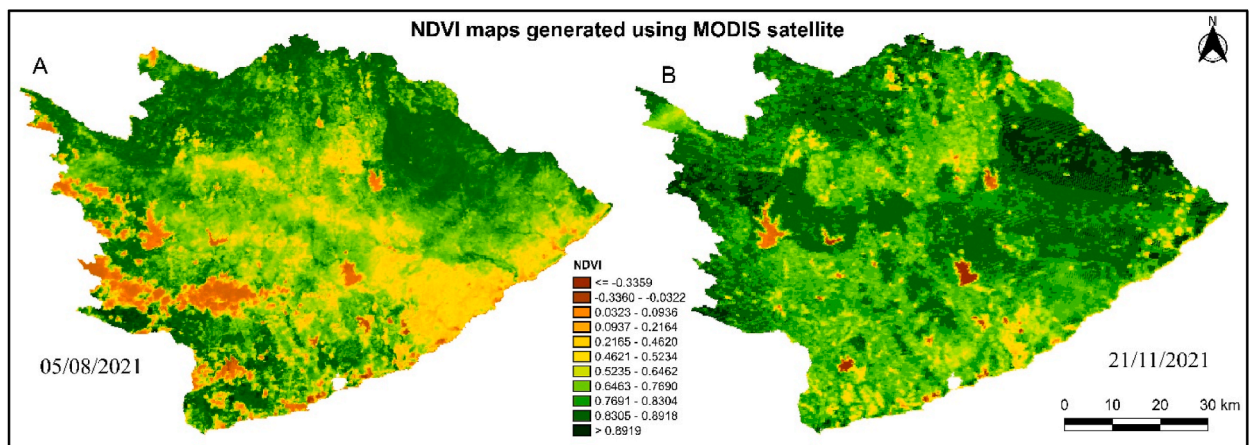 NDVI maps generated using MODIS satellite
N
A
B
NDVI
<= -0.3359
-0.3360 - -0.0322
0.0323 - 0.0936
0.0937 - 0.2164
0.2165 - 0.4620
0.4621 - 0.5234
0.5235 - 0.6462
0.6463 - 0.7690
0.7691 - 0.8304
0.8305 - 0.8918
> 0.8919
05/08/2021
21/11/2021
0 10 20 30 km